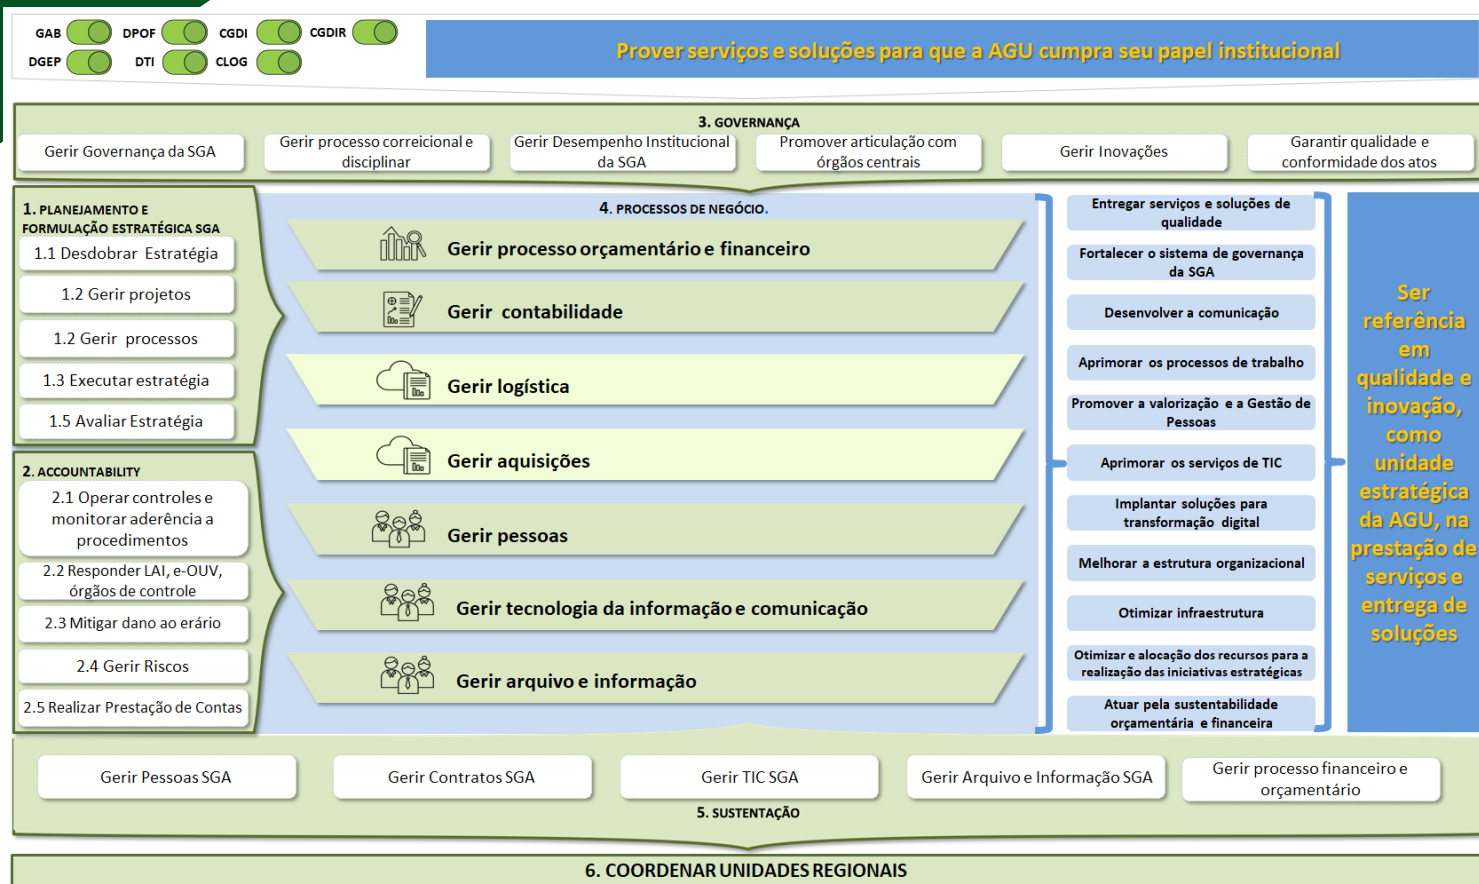 GAB DPOF CGDI CGDIR
DGEP DTI CLOG
Prover serviços e soluções para que a AGU cumpra seu papel institucional
3. GOVERNANÇA
Gerir Governança da SGA
Gerir processo correicional e
disciplinar
Gerir Desempenho Institucional
da SGA
Promover articulação com
órgãos centrais
Gerir Inovações
Garantir qualidade e
conformidade dos atos
1. PLANEJAMENTO E
FORMULAÇÃO ESTRATÉGICA SGA
1.1 Desdobrar Estratégia
1.2 Gerir projetos
1.2 Gerir processos
1.3 Executar estratégia
1.5 Avaliar Estratégia
2. ACCOUNTABILITY
2.1 Operar controles e
monitorar aderência a
procedimentos
2.2 Responder LAI, e-OUV,
órgãos de controle
2.3 Mitigar dano ao erário
2.4 Gerir Riscos
2.5 Realizar Prestação de Contas
4. PROCESSOS DE NEGÓCIO.
Gerir processo orçamentário e financeiro
Gerir contabilidade
Gerir logística
Gerir aquisições
Gerir pessoas
Gerir tecnologia da informação e comunicação
Gerir arquivo e informação
Entregar serviços e soluções de
qualidade
Fortalecer o sistema de governança
da SGA
Desenvolver a comunicação
Aprimorar os processos de trabalho
Promover a valorização e a Gestão de
Pessoas
Aprimorar os serviços de TIC
Implantar soluções para
transformação digital
Melhorar a estrutura organizacional
Otimizar infraestrutura
Otimizar e alocação dos recursos para a
realização das iniciativas estratégicas
Atuar pela sustentabilidade
orçamentária e financeira
Ser
referência
em
qualidade e
inovação,
como
unidade
estratégica
da AGU, na
prestação de
serviços e
entrega de
soluções
Gerir Pessoas SGA
Gerir Contratos SGA
Gerir TIC SGA
Gerir Arquivo e Informação SGA
Gerir processo financeiro e
orçamentário
5. SUSTENTAÇÃO
6. COORDENAR UNIDADES REGIONAIS